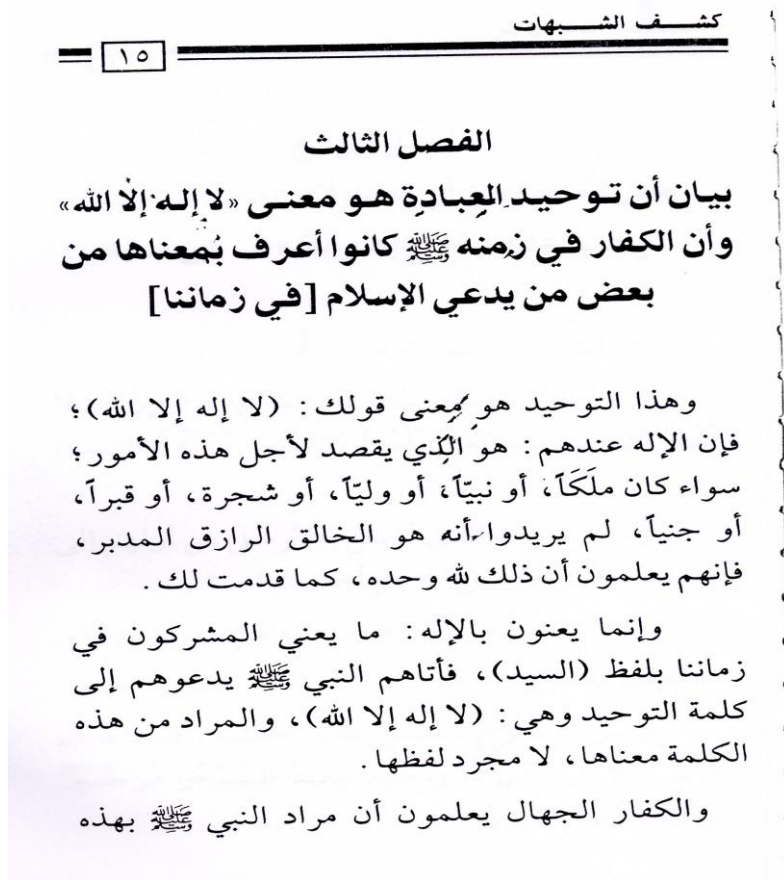 كشف الشبهات
١٥
الفصل الثالث
بيان أن توحيد العبادة هو معنى «لا إله إلا الله»
وأن الكفار في زمنه ﷺ كانوا أعرف بمعناها من
بعض من يدعي الإسلام [في زماننا]
وهذا التوحيد هو معنى قولك: (لا إله إلا الله)؛
فإن الإله عندهم: هو الذي يقصد لأجل هذه الأمور؛
سواء كان ملَكَاً، أو نبيّاً، أو وليّاً، أو شجرة، أو قبراً،
أو جنياً، لم يريدوا أنه هو الخالق الرازق المدبر،
فإنهم يعلمون أن ذلك لله وحده، كما قدمت لك.
وإنما يعنون بالإله: ما يعني المشركون في
زماننا بلفظ (السيد)، فأتاهم النبي ﷺ يدعوهم إلى
كلمة التوحيد وهي: (لا إله إلا الله)، والمراد من هذه
الكلمة معناها، لا مجرد لفظها.
والكفار الجهال يعلمون أن مراد النبي ﷺ بهذه